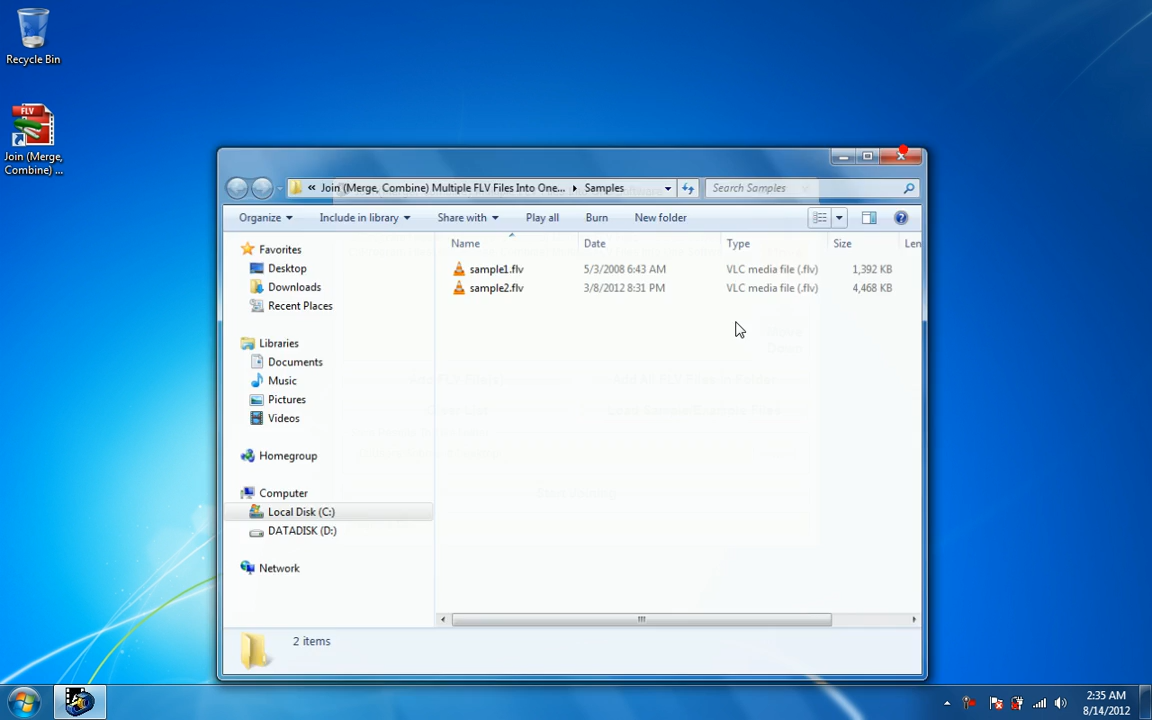 Recycle Bin
FLV
Join (Merge,
Combine) ...
« Join (Merge, Combine) Multiple FLV Files Into One... ▸ Samples
Search Samples
Organize
Include in library
Share with
Play all
Burn
New folder
Name
Date
Type
Size
Len
sample1.flv 5/3/2008 6:43 AM VLC media file (.flv) 1,392 KB
sample2.flv 3/8/2012 8:31 PM VLC media file (.flv) 4,468 KB
Favorites
Desktop
Downloads
Recent Places
Libraries
Documents
Music
Pictures
Videos
Homegroup
Computer
Local Disk (C:)
DATADISK (D:)
Network
2 items
2:35 AM
8/14/2012